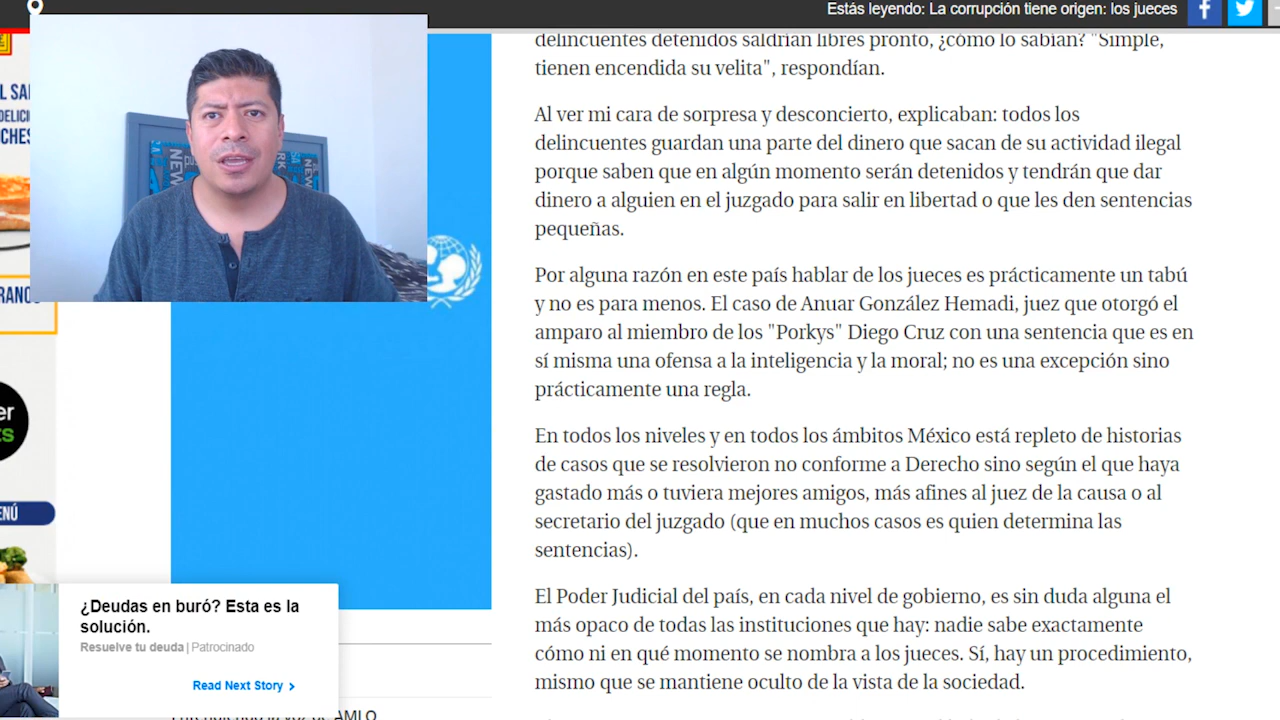 Estás leyendo: La corrupción tiene origen: los jueces
delincuentes detenidos saldrían libres pronto, ¿cómo lo sabían? "Simple,
tienen encendida su velita", respondían.
Al ver mi cara de sorpresa y desconcierto, explicaban: todos los
delincuentes guardan una parte del dinero que sacan de su actividad ilegal
porque saben que en algún momento serán detenidos y tendrán que dar
dinero a alguien en el juzgado para salir en libertad o que les den sentencias
pequeñas.
Por alguna razón en este país hablar de los jueces es prácticamente un tabú
y no es para menos. El caso de Anuar González Hemadi, juez que otorgó el
amparo al miembro de los "Porkys" Diego Cruz con una sentencia que es en
sí misma una ofensa a la inteligencia y la moral; no es una excepción sino
prácticamente una regla.
En todos los niveles y en todos los ámbitos México está repleto de historias
de casos que se resolvieron no conforme a Derecho sino según el que haya
gastado más o tuviera mejores amigos, más afines al juez de la causa o al
secretario del juzgado (que en muchos casos es quien determina las
sentencias).
El Poder Judicial del país, en cada nivel de gobierno, es sin duda alguna el
más opaco de todas las instituciones que hay: nadie sabe exactamente
cómo ni en qué momento se nombra a los jueces. Sí, hay un procedimiento,
mismo que se mantiene oculto de la vista de la sociedad.
¿Deudas en buró? Esta es la
solución.
Resuelve tu deuda | Patrocinado
Read Next Story
NEW